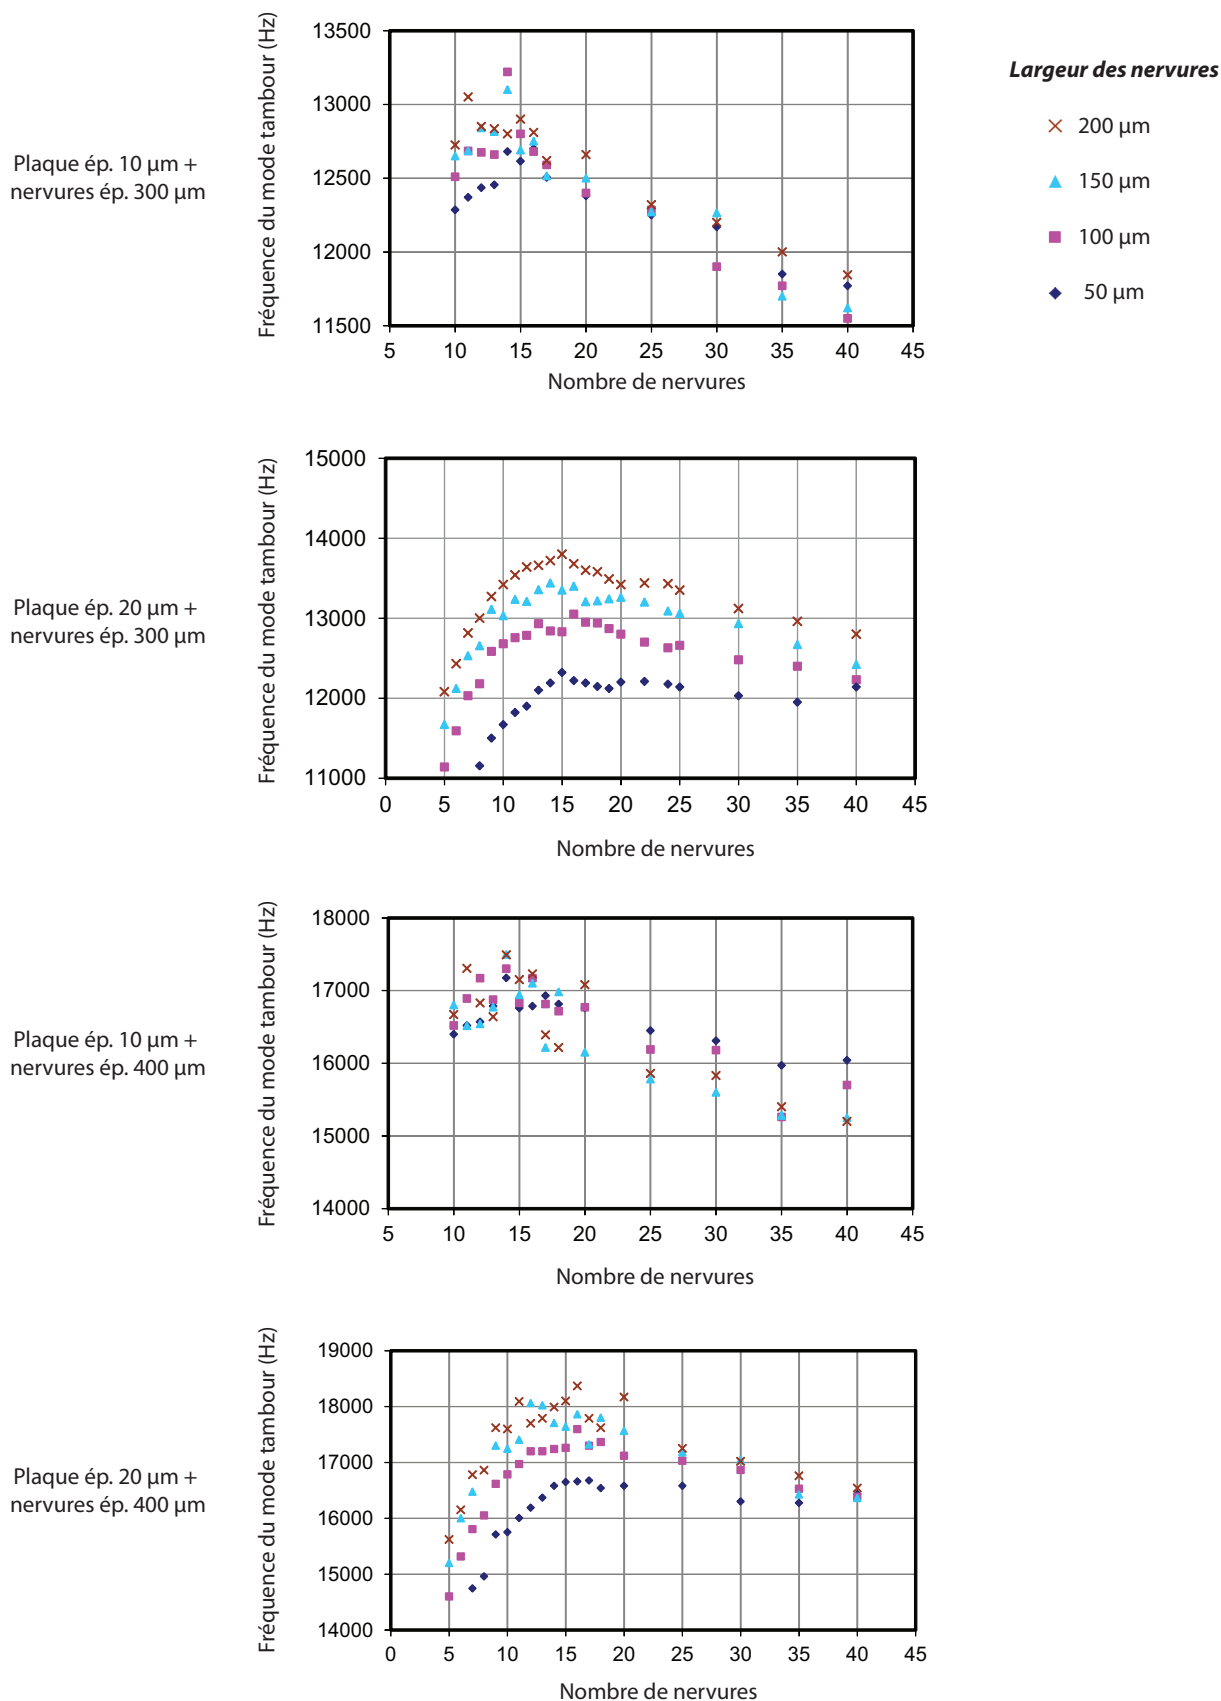 Plaque ép. 10 µm +
nervures ép. 300 µm
Fréquence du mode tambour (Hz)
13500
13000
12500
12000
11500
5 10 15 20 25 30 35 40 45
Nombre de nervures
Largeur des nervures
200 µm
150 µm
100 µm
50 µm
Plaque ép. 20 µm +
nervures ép. 300 µm
Fréquence du mode tambour (Hz)
15000
14000
13000
12000
11000
0 5 10 15 20 25 30 35 40 45
Nombre de nervures
Plaque ép. 10 µm +
nervures ép. 400 µm
Fréquence du mode tambour (Hz)
18000
17000
16000
15000
14000
5 10 15 20 25 30 35 40 45
Nombre de nervures
Plaque ép. 20 µm +
nervures ép. 400 µm
Fréquence du mode tambour (Hz)
19000
18000
17000
16000
15000
14000
0 5 10 15 20 25 30 35 40 45
Nombre de nervures